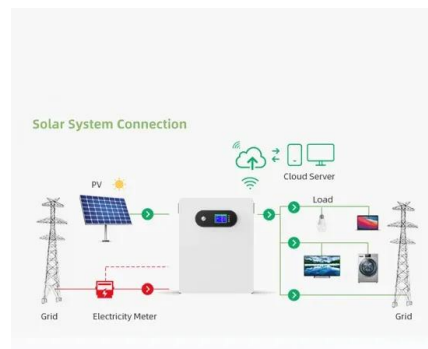 Solar System Connection
PV
Cloud Server
Load
Grid
Electricity Meter
Grid